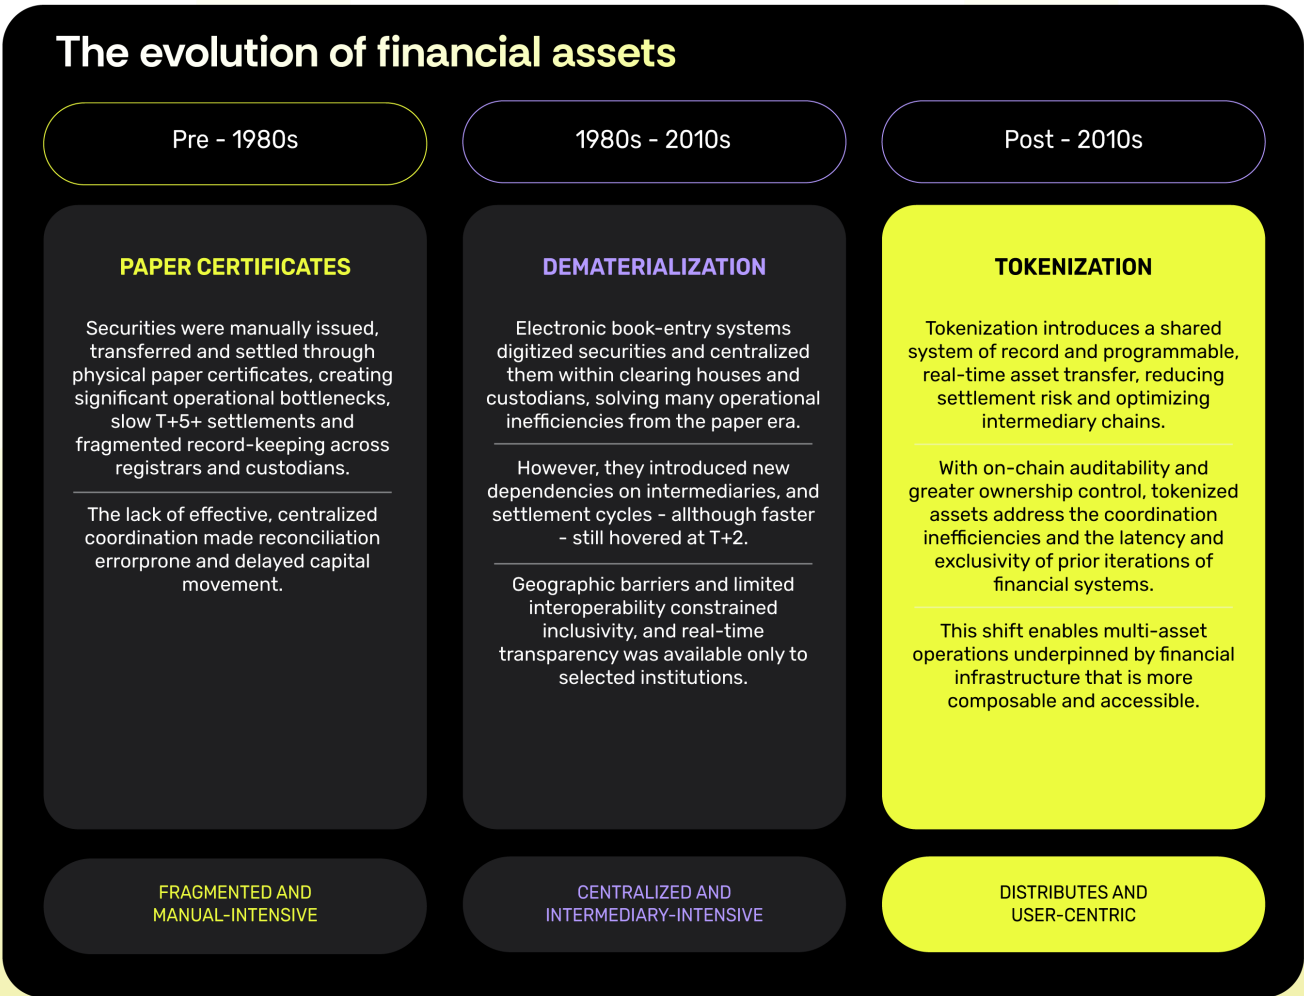 The evolution of financial assets
Pre - 1980s
1980s - 2010s
Post - 2010s
PAPER CERTIFICATES
Securities were manually issued,
transferred and settled through
physical paper certificates, creating
significant operational bottlenecks,
slow T+5+ settlements and
fragmented record-keeping across
registrars and custodians.
The lack of effective, centralized
coordination made reconciliation
errorprone and delayed capital
movement.
FRAGMENTED AND
MANUAL-INTENSIVE
DEMATERIALIZATION
Electronic book-entry systems
digitized securities and centralized
them within clearing houses and
custodians, solving many operational
inefficiencies from the paper era.
However, they introduced new
dependencies on intermediaries, and
settlement cycles - allthough faster
- still hovered at T+2.
Geographic barriers and limited
interoperability constrained
inclusivity, and real-time
transparency was available only to
selected institutions.
CENTRALIZED AND
INTERMEDIARY-INTENSIVE
TOKENIZATION
Tokenization introduces a shared
system of record and programmable,
real-time asset transfer, reducing
settlement risk and optimizing
intermediary chains.
With on-chain auditability and
greater ownership control, tokenized
assets address the coordination
inefficiencies and the latency and
exclusivity of prior iterations of
financial systems.
This shift enables multi-asset
operations underpinned by financial
infrastructure that is more
composable and accessible.
DISTRIBUTES AND
USER-CENTRIC